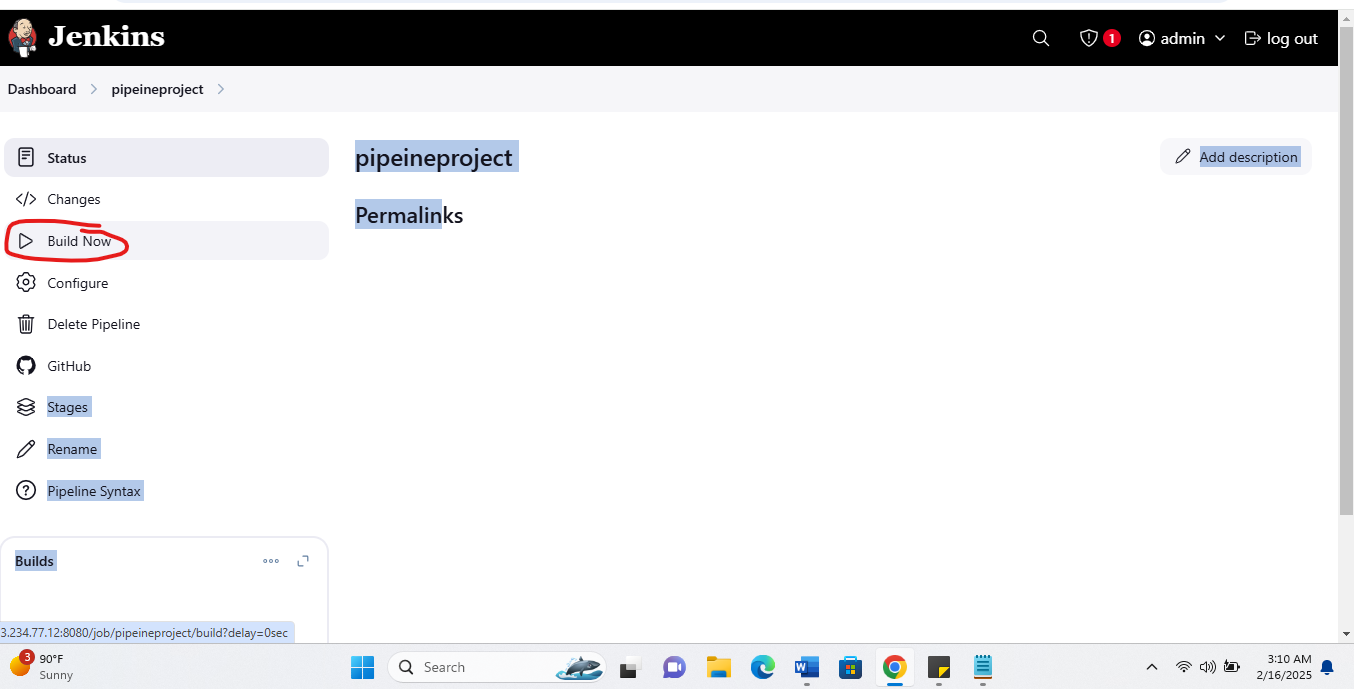 Jenkins
1 admin log out
Dashboard pipeineproject
Status
Changes
Build Now
Configure
Delete Pipeline
GitHub
Stages
Rename
Pipeline Syntax
Builds
pipeineproject
Add description
Permalinks
3.234.77.12:8080/job/pipeineproject/build?delay=0sec
3
90°F
Sunny
Search
3:10 AM
2/16/2025